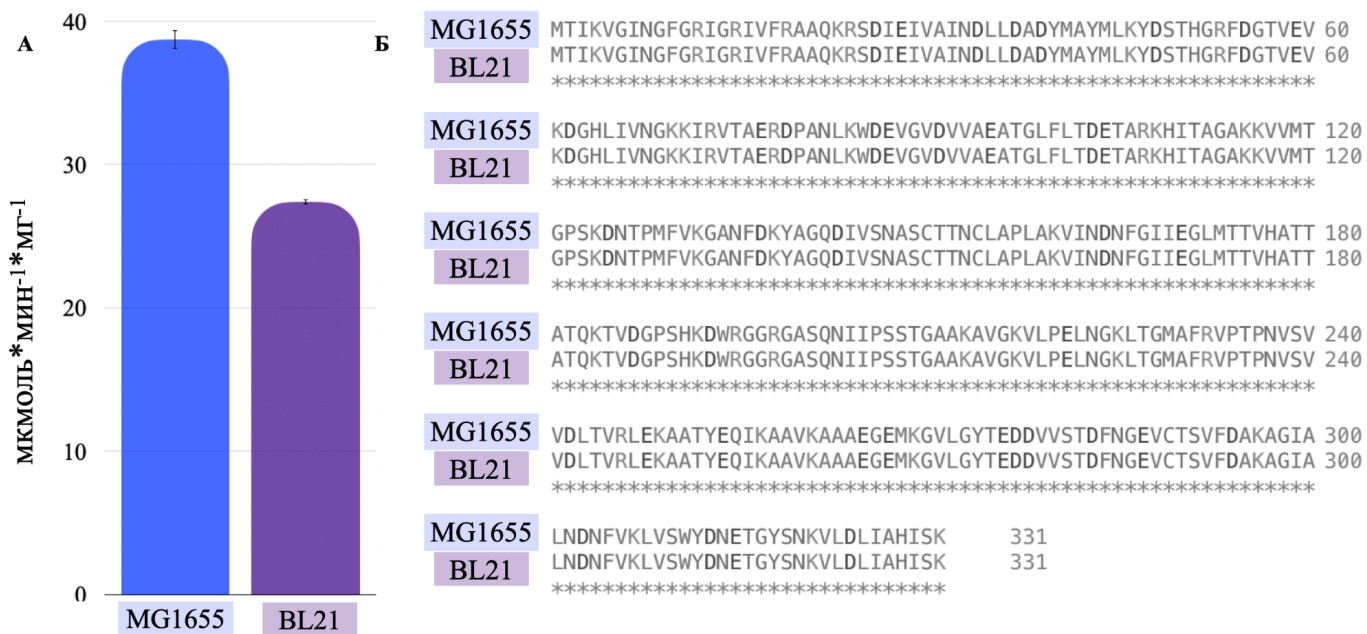 А
40
30
20
10
0
МКМОЛЬ*МИН-1*МГ-1
MG1655
BL21
Б
MG1655 MTIKVGINGFGRIGRIVFRAAQKRSDIEIVAINDLLDADYMAYMLKYDSTHGRFDGTVEV 60
BL21 MTIKVGINGFGRIGRIVFRAAQKRSDIEIVAINDLLDADYMAYMLKYDSTHGRFDGTVEV 60
************************************************************
MG1655 KDGHLIVNGKKIRVTAERDPANLKWDEVGVDVVAEATGLFLTDETARKHITAGAKKVVMT 120
BL21 KDGHLIVNGKKIRVTAERDPANLKWDEVGVDVVAEATGLFLTDETARKHITAGAKKVVMT 120
************************************************************
MG1655 GPSKDNTPMFVKGANFDKYAGQDIVSNASCTTNCLAPLAKVINDNFGIIEGLMTTVHATT 180
BL21 GPSKDNTPMFVKGANFDKYAGQDIVSNASCTTNCLAPLAKVINDNFGIIEGLMTTVHATT 180
************************************************************
MG1655 ATQKTVDGPSHKDWRGGRGASQNIIPSSTGAAKAVGKVLPELNGKLTGMAFRVPTPNVSV 240
BL21 ATQKTVDGPSHKDWRGGRGASQNIIPSSTGAAKAVGKVLPELNGKLTGMAFRVPTPNVSV 240
************************************************************
MG1655 VDLTVRLEKAATYEQIKAAVKAAAEGEMKGVLGYTEDDVVSTDFNGEVCTSVFDAKAGIA 300
BL21 VDLTVRLEKAATYEQIKAAVKAAAEGEMKGVLGYTEDDVVSTDFNGEVCTSVFDAKAGIA 300
************************************************************
MG1655 LNDNFVKLVSWYDNETGYSNKVLDLIAHISK 331
BL21 LNDNFVKLVSWYDNETGYSNKVLDLIAHISK 331
*******************************